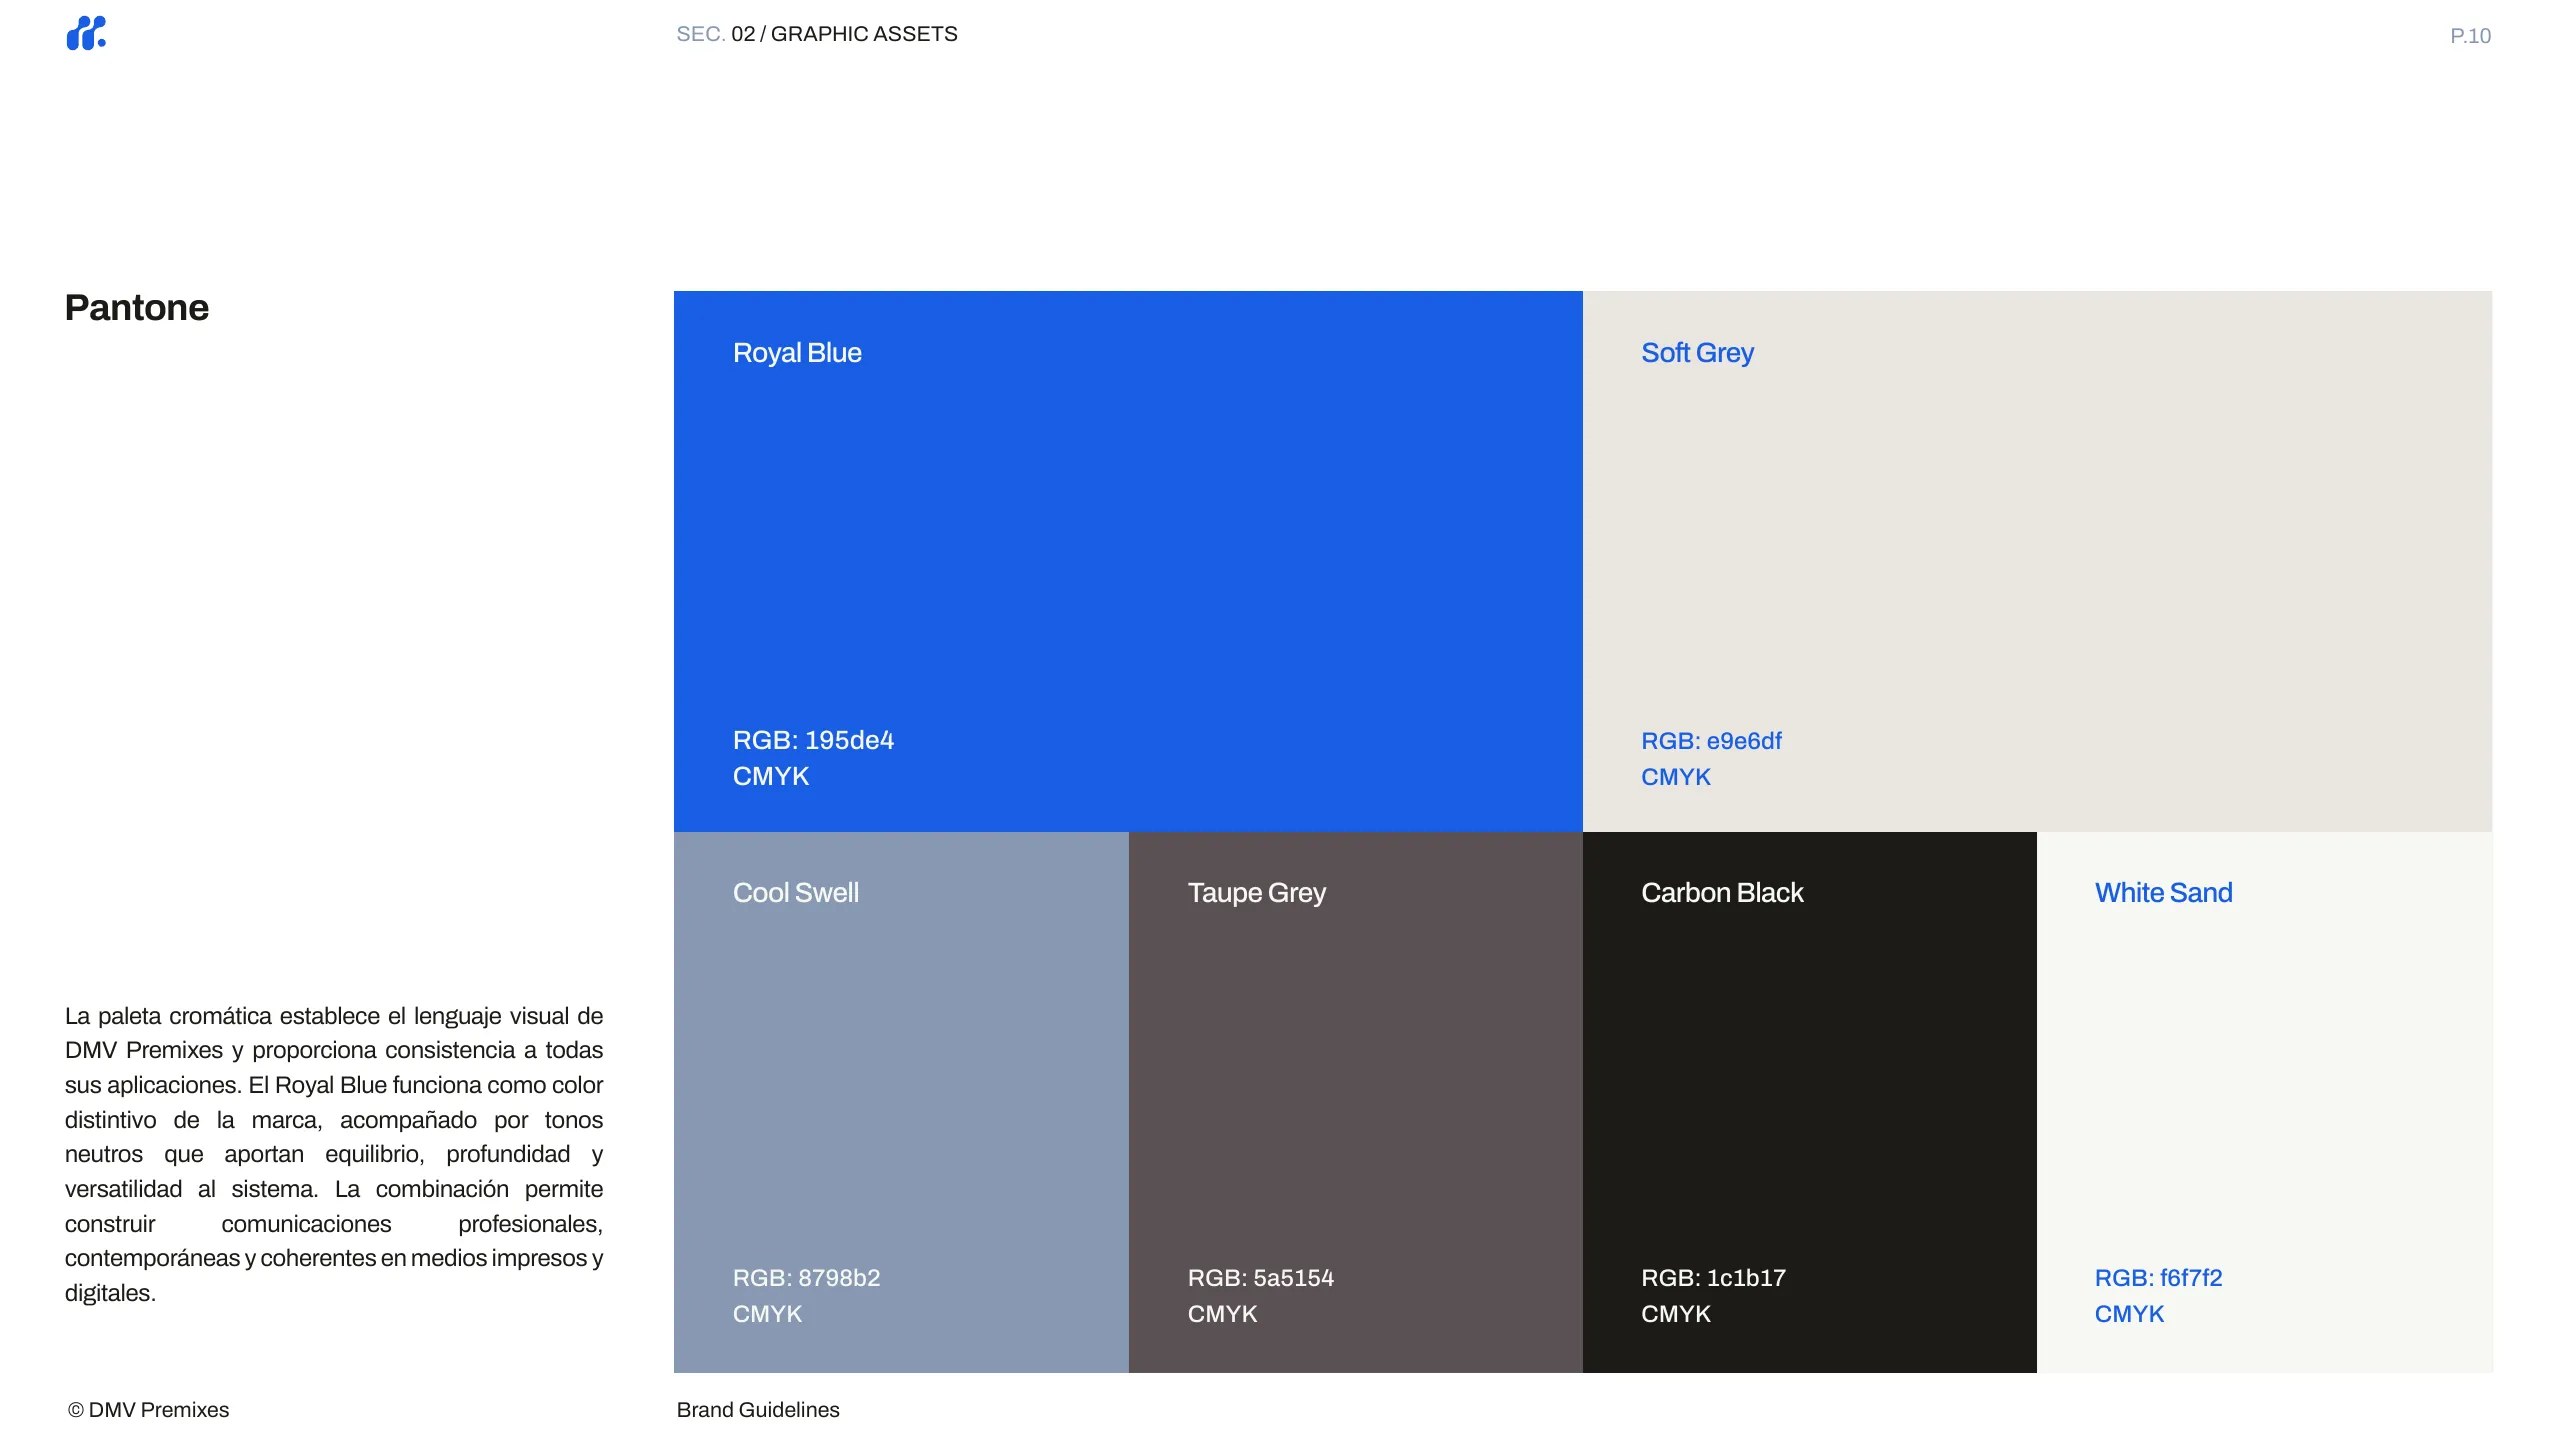 SEC. 02 / GRAPHIC ASSETS
P.10
Pantone
Royal Blue
RGB: 195de4
CMYK
Soft Grey
RGB: e9e6df
CMYK
Cool Swell
RGB: 8798b2
CMYK
Taupe Grey
RGB: 5a5154
CMYK
Carbon Black
RGB: 1c1b17
CMYK
White Sand
RGB: f6f7f2
CMYK
La paleta cromática establece el lenguaje visual de
DMV Premixes y proporciona consistencia a todas
sus aplicaciones. El Royal Blue funciona como color
distintivo de la marca, acompañado por tonos
neutros que aportan equilibrio, profundidad y
versatilidad al sistema. La combinación permite
construir comunicaciones profesionales,
contemporáneas y coherentes en medios impresos y
digitales.
© DMV Premixes
Brand Guidelines